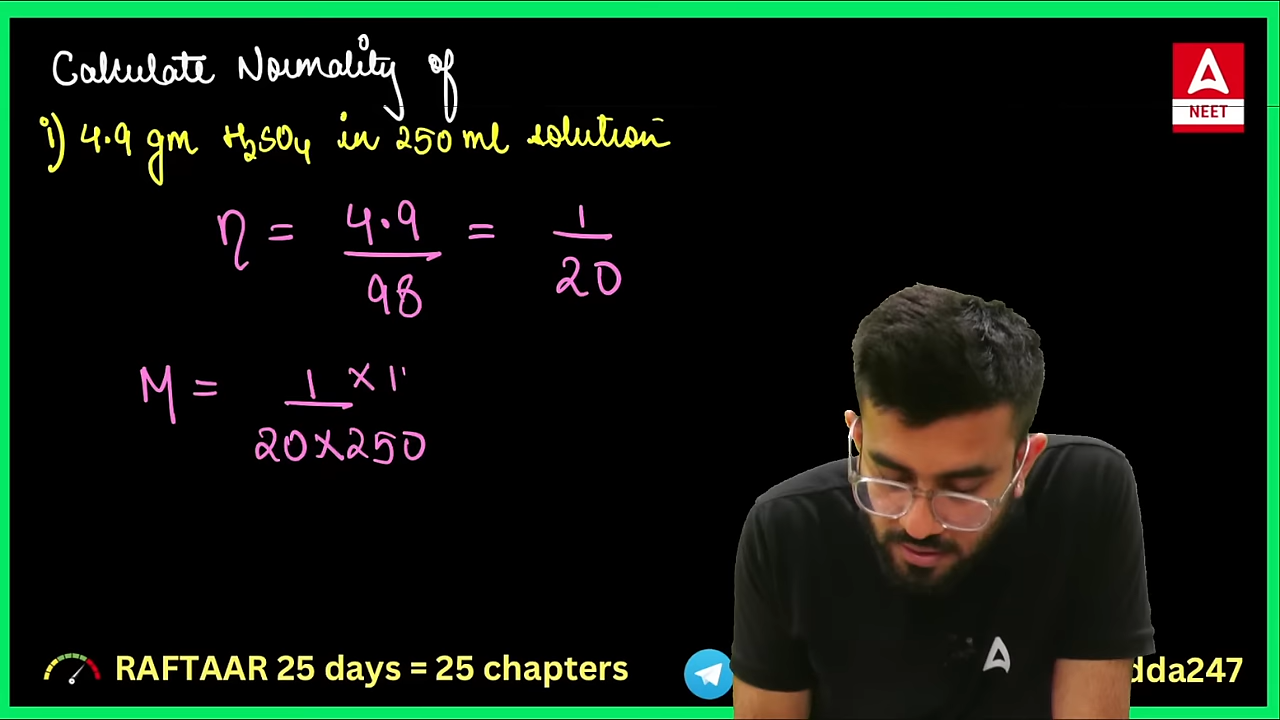 Calculate Normality of
NEET
i) 4.9 gm H₂SO₄ in 250 ml solution
η = 4.9/98 = 1/20
M = 1 × 1/20×250
RAFTAAR 25 days = 25 chapters
dda247